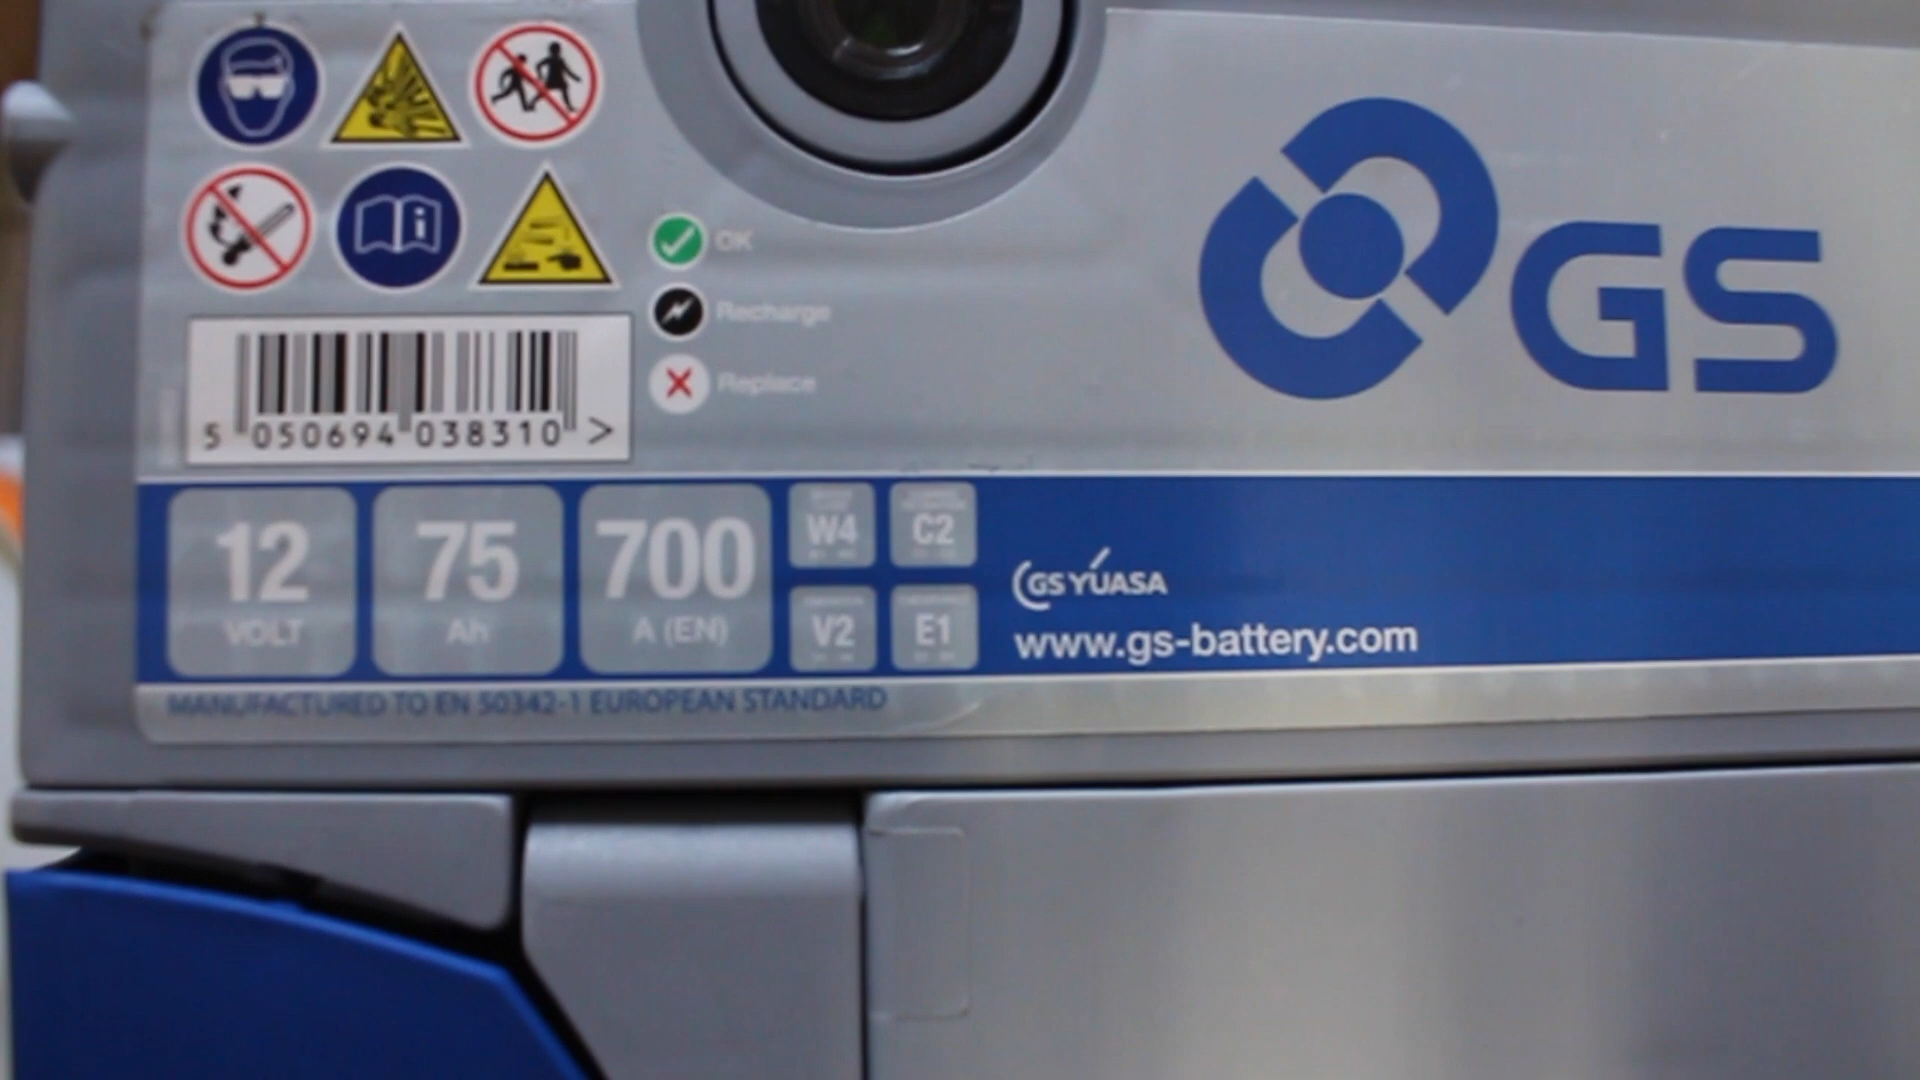 GS
OK
Recharge
Replace
5 050694 038310 >
12 VOLT
75 Ah
700 A (EN)
W4
C2
V2
E1
GS YUASA
www.gs-battery.com
MANUFACTURED TO EN 50342-1 EUROPEAN STANDARD